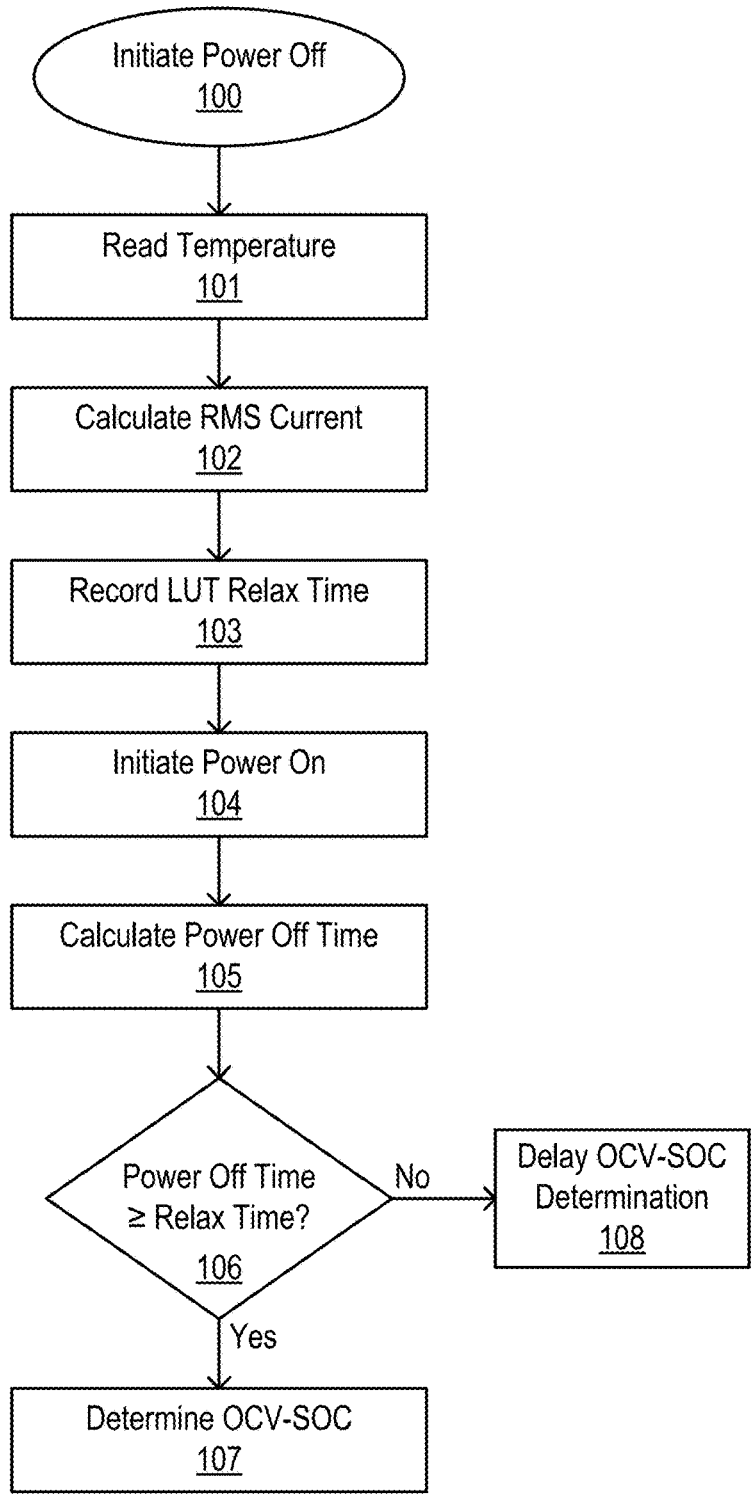 Initiate Power Off
100
Read Temperature
101
Calculate RMS Current
102
Record LUT Relax Time
103
Initiate Power On
104
Calculate Power Off Time
105
Power Off Time
≥ Relax Time?
106
No
Delay OCV-SOC
Determination
108
Yes
Determine OCV-SOC
107